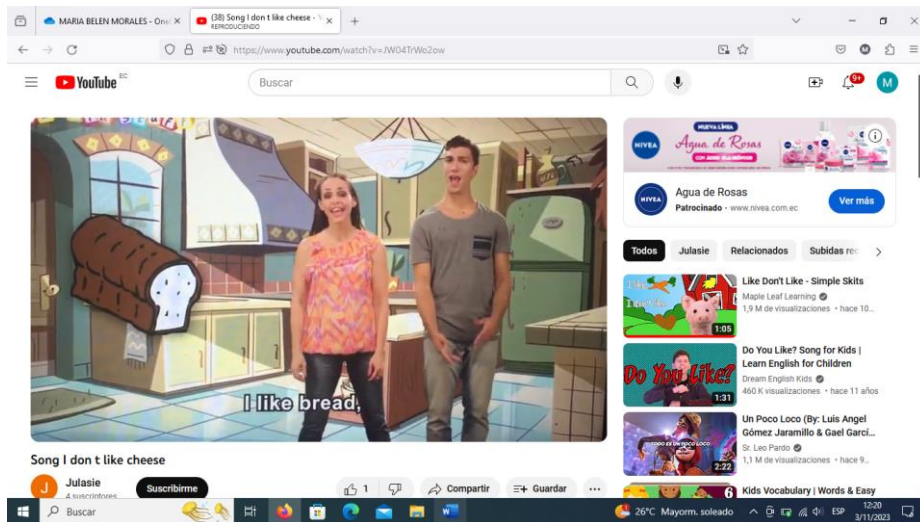 MARIA BELEN MORALES - One
(38) Song I don t like cheese - Y
REPRODUCIENDO
https://www.youtube.com/watch?v=JW04TrWo2ow
YouTube EC
Buscar
9+
M
I like bread,
Song I don t like cheese
J
Julasie
4 suscriptores
Suscribirme
1
Compartir
Guardar
NIVEA
NUEVA LÍNEA
Agua de Rosas
NIVEA
Agua de Rosas
Patrocinado · www.nivea.com.ec
Ver más
Todos
Julasie
Relacionados
Subidas rec
1:05
Like Don't Like - Simple Skits
Maple Leaf Learning
1,9 M de visualizaciones · hace 10...
Do You Like?
1:31
Do You Like? Song for Kids |
Learn English for Children
Dream English Kids
460 K visualizaciones · hace 11 años
2:22
Un Poco Loco (By: Luis Angel
Gómez Jaramillo & Gael Garcí...
Sr. Leo Pardo
1,1 M de visualizaciones · hace 9...
6
Kids Vocabulary | Words & Easy
Buscar
26°C Mayorm. soleado
ESP
12:20
3/11/2023